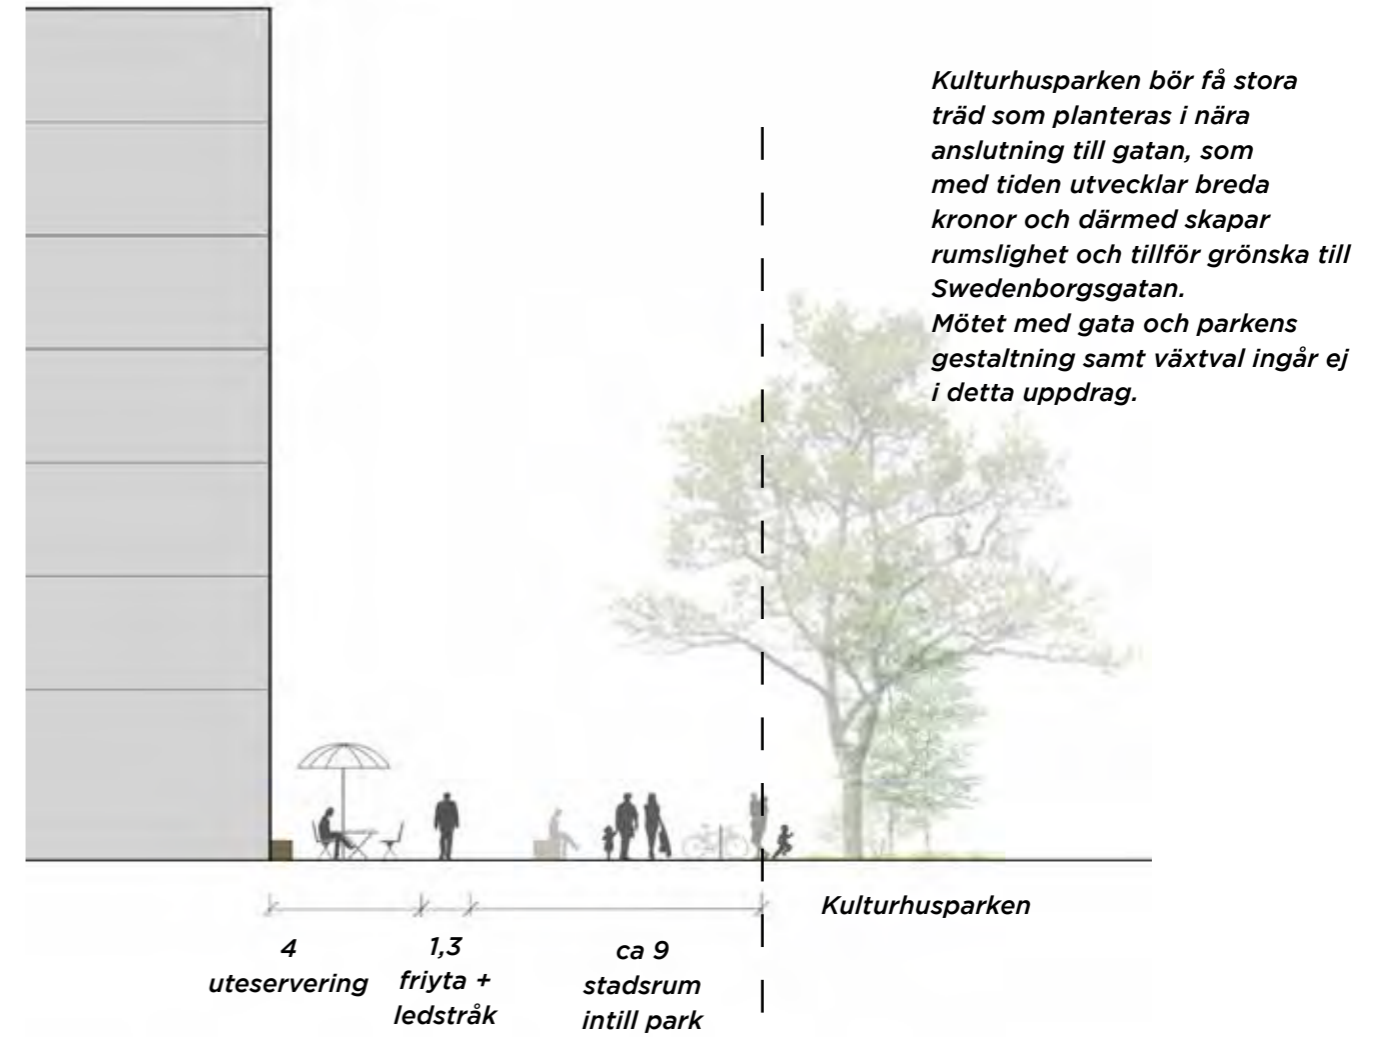 Kulturhusparken bör få stora
träd som planteras i nära
anslutning till gatan, som
med tiden utvecklar breda
kronor och därmed skapar
rumslighet och tillför grönska till
Swedenborgsgatan.
Mötet med gata och parkens
gestaltning samt växtval ingår ej
i detta uppdrag.
Kulturhusparken
4
uteservering
1,3
friyta +
ledstråk
ca 9
stadsrum
intill park